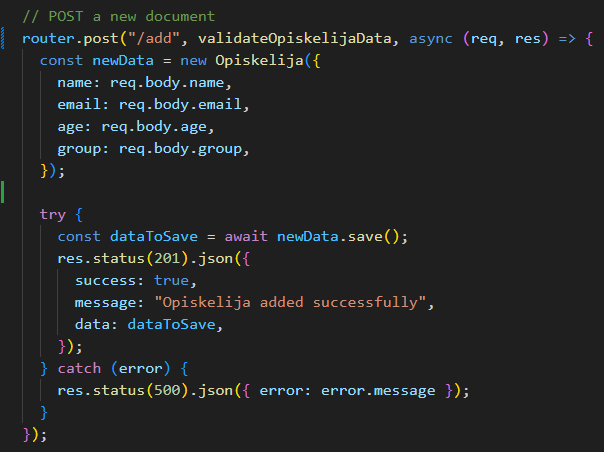 // POST a new document
router.post("/add", validateOpiskelijaData, async (req, res) => {
  const newData = new Opiskelija({
    name: req.body.name,
    email: req.body.email,
    age: req.body.age,
    group: req.body.group,
  });

  try {
    const dataToSave = await newData.save();
    res.status(201).json({
      success: true,
      message: "Opiskelija added successfully",
      data: dataToSave,
    });
  } catch (error) {
    res.status(500).json({ error: error.message });
  }
});